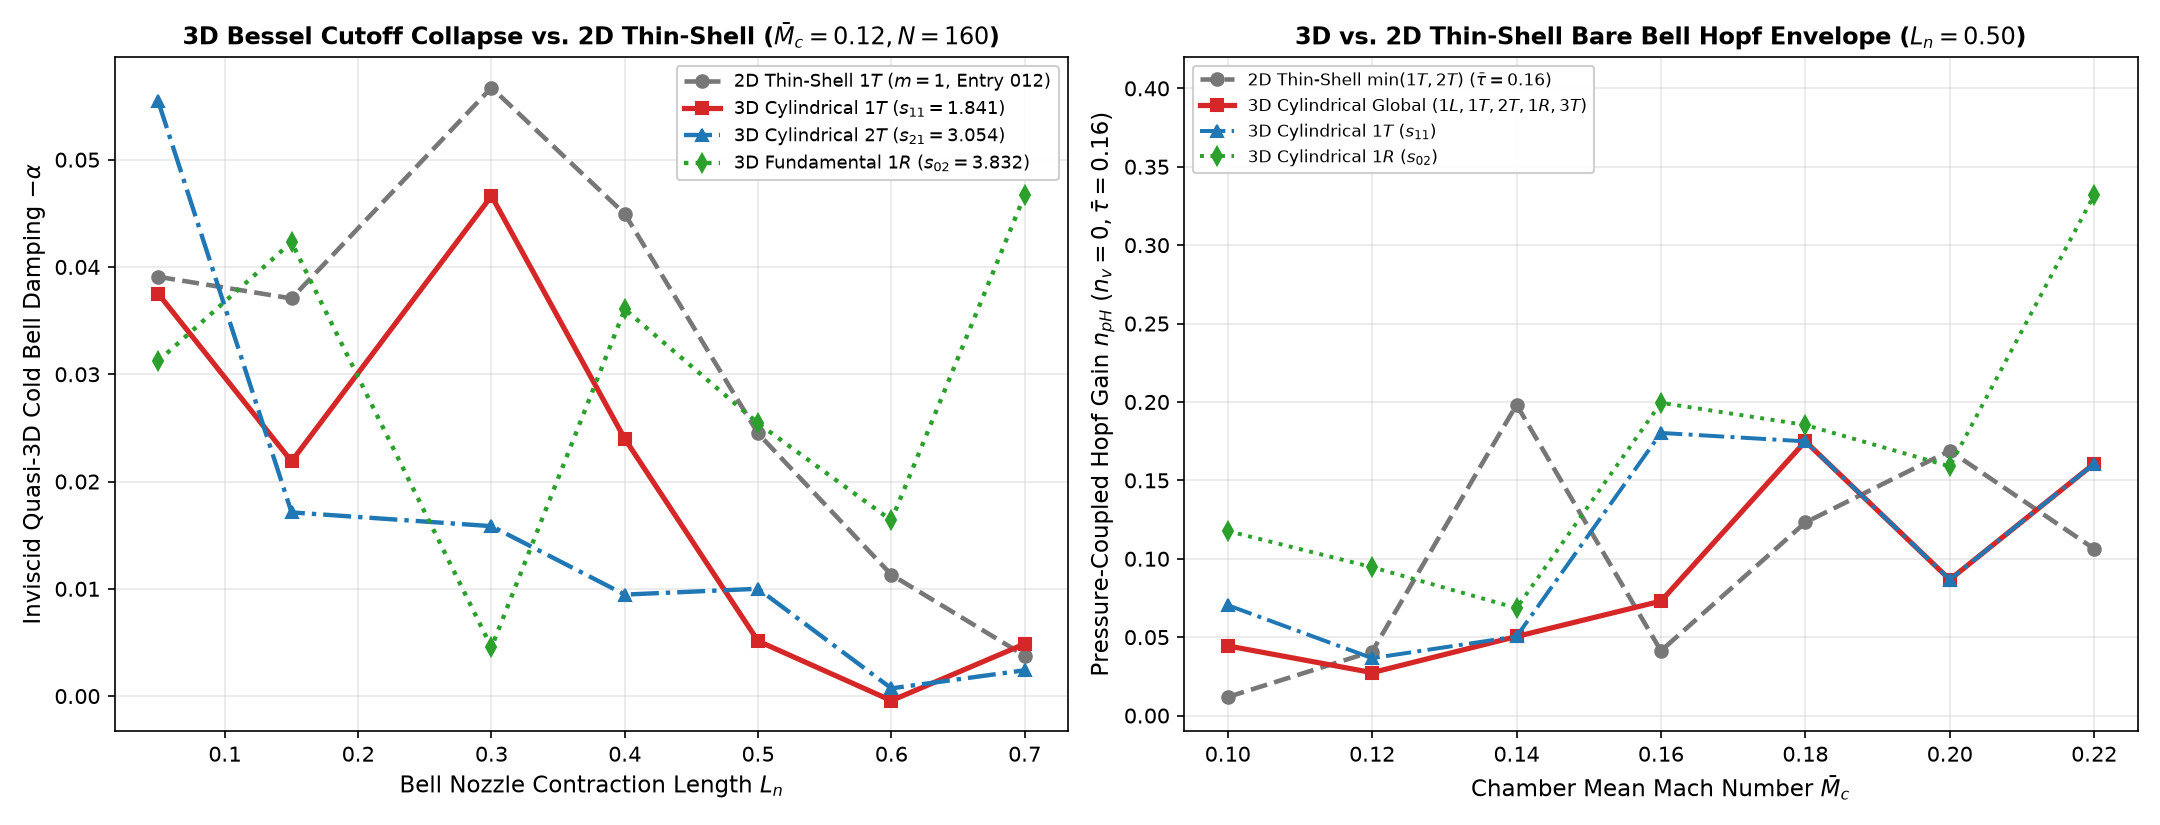 3D Bessel Cutoff Collapse vs. 2D Thin-Shell (M̄_c = 0.12, N = 160)
2D Thin-Shell 1T (m = 1, Entry 012)
3D Cylindrical 1T (s₁₁ = 1.841)
3D Cylindrical 2T (s₂₁ = 3.054)
3D Fundamental 1R (s₀₂ = 3.832)
Inviscid Quasi-3D Cold Bell Damping −α
0.05
0.04
0.03
0.02
0.01
0.00
0.1 0.2 0.3 0.4 0.5 0.6 0.7
Bell Nozzle Contraction Length L_n
3D vs. 2D Thin-Shell Bare Bell Hopf Envelope (L_n = 0.50)
2D Thin-Shell min(1T, 2T) (τ̄ = 0.16)
3D Cylindrical Global (1L, 1T, 2T, 1R, 3T)
3D Cylindrical 1T (s₁₁)
3D Cylindrical 1R (s₀₂)
Pressure-Coupled Hopf Gain n_pH (n_v = 0, τ̄ = 0.16)
0.40
0.35
0.30
0.25
0.20
0.15
0.10
0.05
0.00
0.10 0.12 0.14 0.16 0.18 0.20 0.22
Chamber Mean Mach Number M̄_c